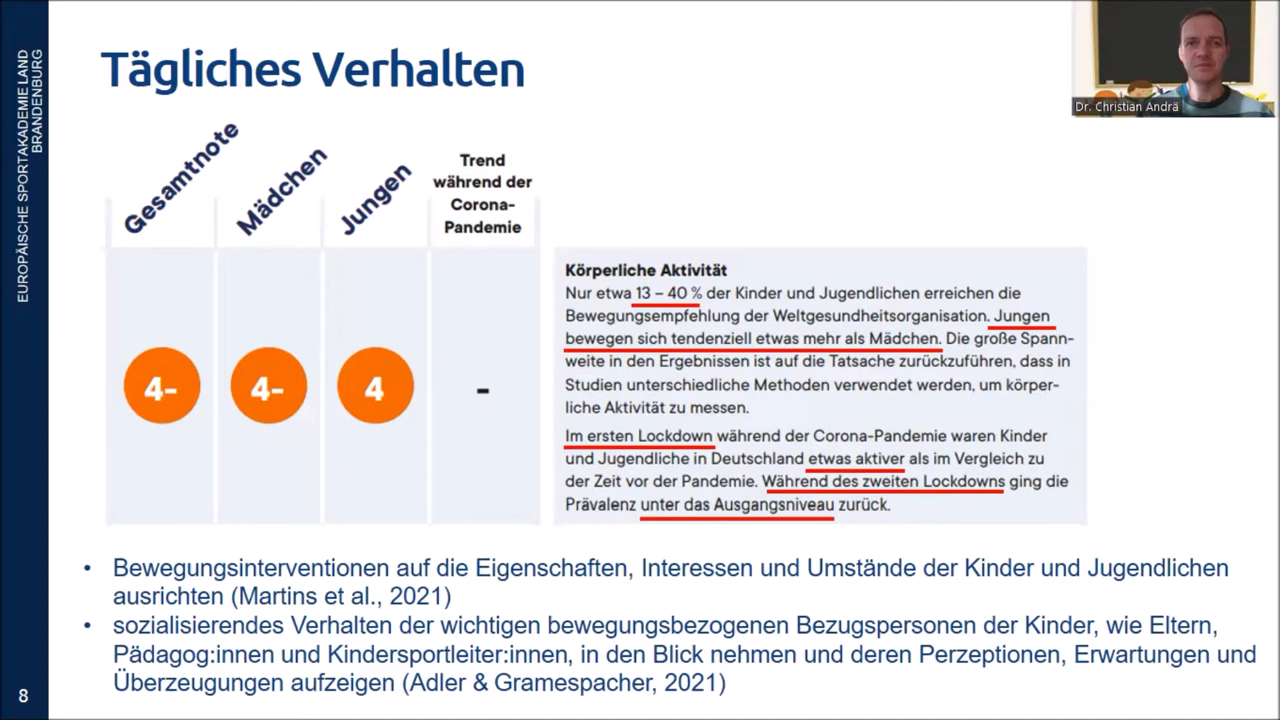 EUROPÄISCHE SPORTAKADEMIE LAND
BRANDENBURG
Tägliches Verhalten
Dr. Christian Andrä
Gesamtnote
Mädchen
Jungen
Trend
während der
Corona-
Pandemie
4-
4-
4
-
Körperliche Aktivität
Nur etwa 13 – 40 % der Kinder und Jugendlichen erreichen die
Bewegungsempfehlung der Weltgesundheitsorganisation. Jungen
bewegen sich tendenziell etwas mehr als Mädchen. Die große Spann-
weite in den Ergebnissen ist auf die Tatsache zurückzuführen, dass in
Studien unterschiedliche Methoden verwendet werden, um körper-
liche Aktivität zu messen.
Im ersten Lockdown während der Corona-Pandemie waren Kinder
und Jugendliche in Deutschland etwas aktiver als im Vergleich zu
der Zeit vor der Pandemie. Während des zweiten Lockdowns ging die
Prävalenz unter das Ausgangsniveau zurück.
• Bewegungsinterventionen auf die Eigenschaften, Interessen und Umstände der Kinder und Jugendlichen
ausrichten (Martins et al., 2021)
• sozialisierendes Verhalten der wichtigen bewegungsbezogenen Bezugspersonen der Kinder, wie Eltern,
Pädagog:innen und Kindersportleiter:innen, in den Blick nehmen und deren Perzeptionen, Erwartungen und
Überzeugungen aufzeigen (Adler & Gramespacher, 2021)
8